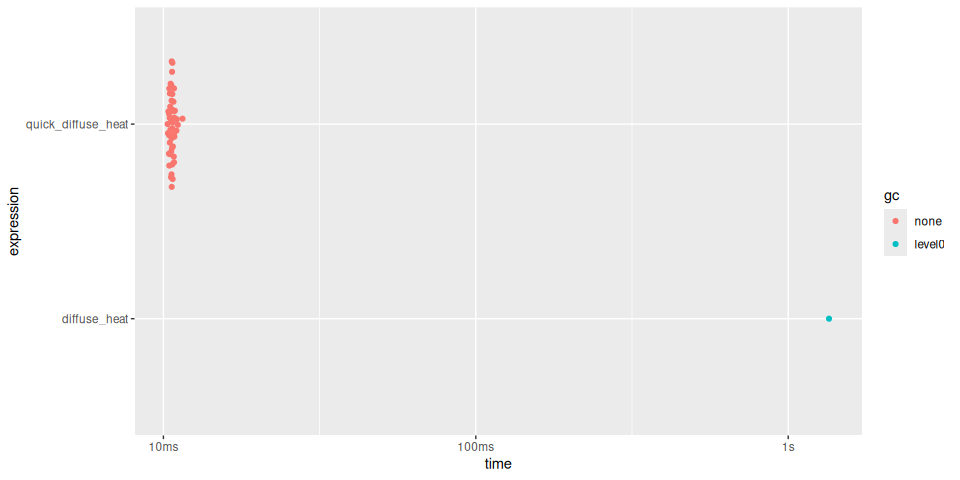 expression
quick_diffuse_heat
diffuse_heat
10ms
100ms
1s
time
gc
none
level0